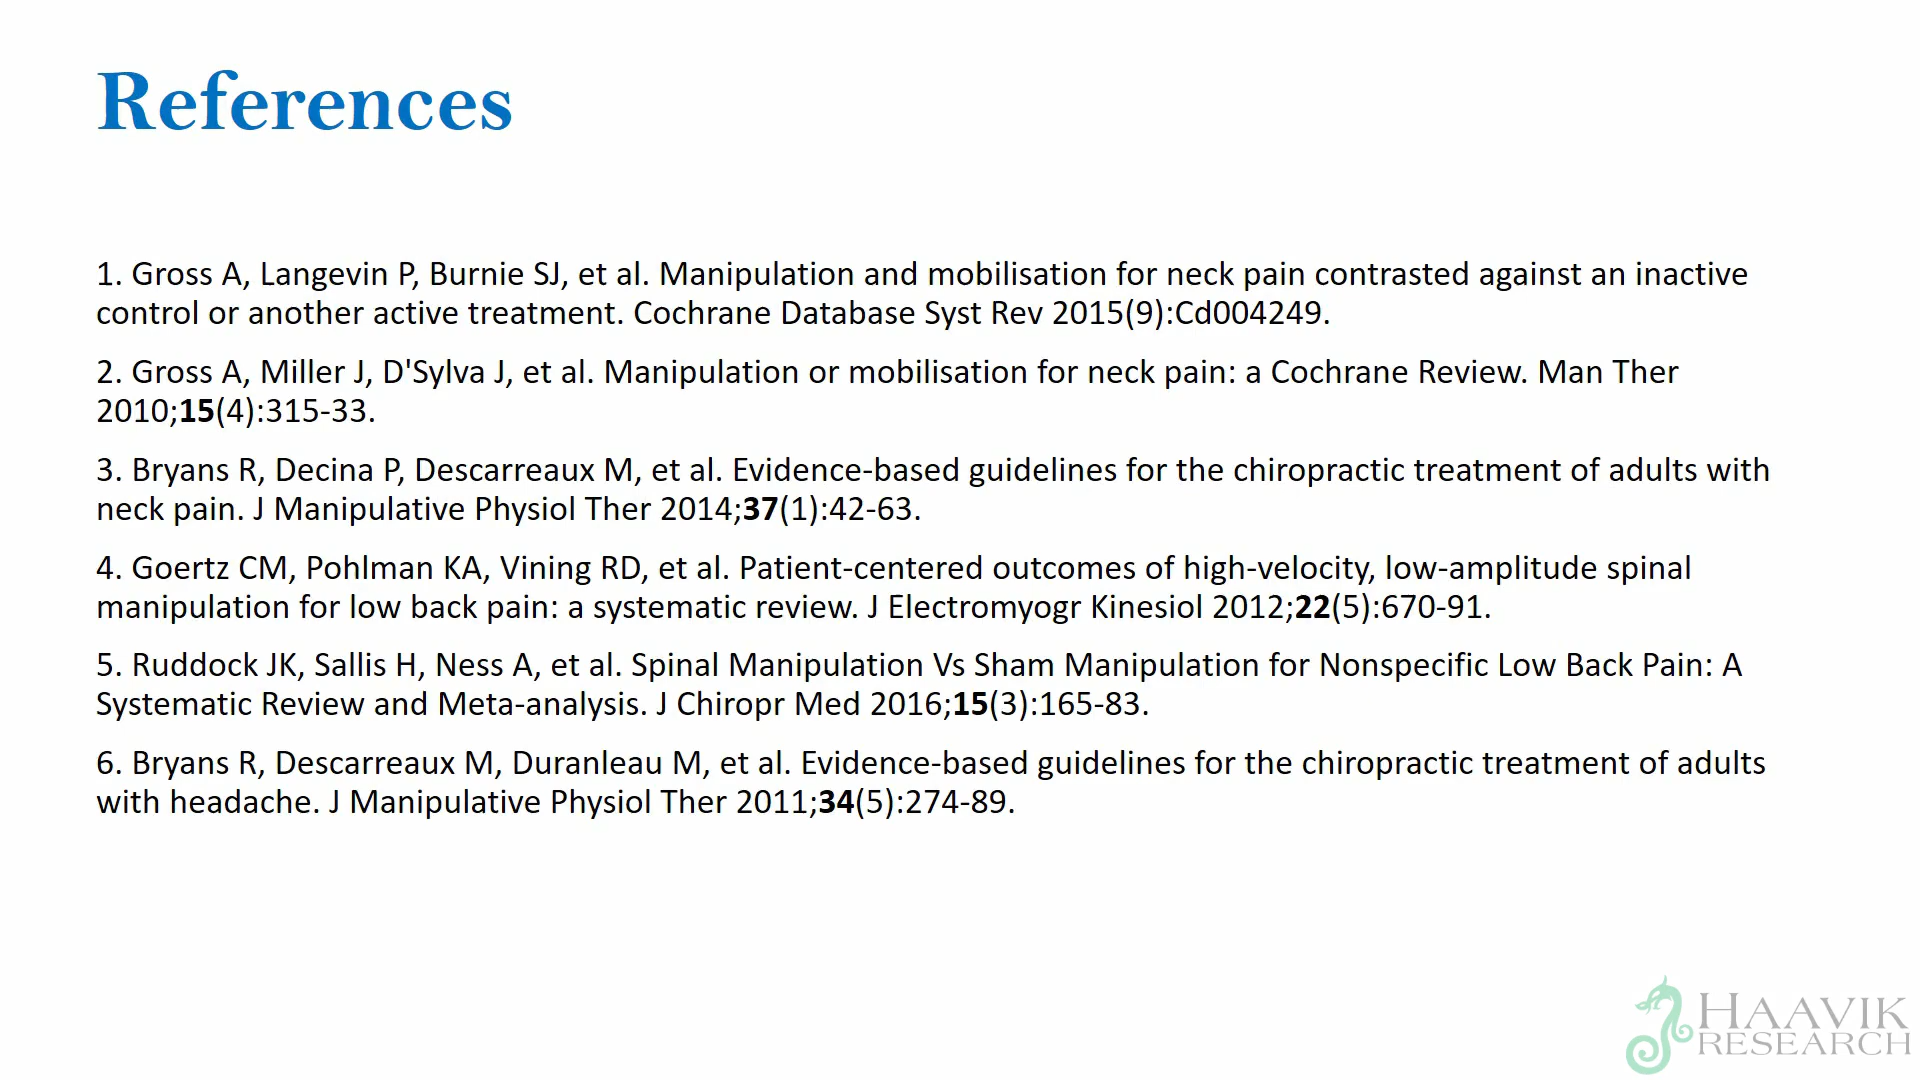 References
1. Gross A, Langevin P, Burnie SJ, et al. Manipulation and mobilisation for neck pain contrasted against an inactive
control or another active treatment. Cochrane Database Syst Rev 2015(9):Cd004249.
2. Gross A, Miller J, D'Sylva J, et al. Manipulation or mobilisation for neck pain: a Cochrane Review. Man Ther
2010;15(4):315-33.
3. Bryans R, Decina P, Descarreaux M, et al. Evidence-based guidelines for the chiropractic treatment of adults with
neck pain. J Manipulative Physiol Ther 2014;37(1):42-63.
4. Goertz CM, Pohlman KA, Vining RD, et al. Patient-centered outcomes of high-velocity, low-amplitude spinal
manipulation for low back pain: a systematic review. J Electromyogr Kinesiol 2012;22(5):670-91.
5. Ruddock JK, Sallis H, Ness A, et al. Spinal Manipulation Vs Sham Manipulation for Nonspecific Low Back Pain: A
Systematic Review and Meta-analysis. J Chiropr Med 2016;15(3):165-83.
6. Bryans R, Descarreaux M, Duranleau M, et al. Evidence-based guidelines for the chiropractic treatment of adults
with headache. J Manipulative Physiol Ther 2011;34(5):274-89.
HAAVIK
RESEARCH